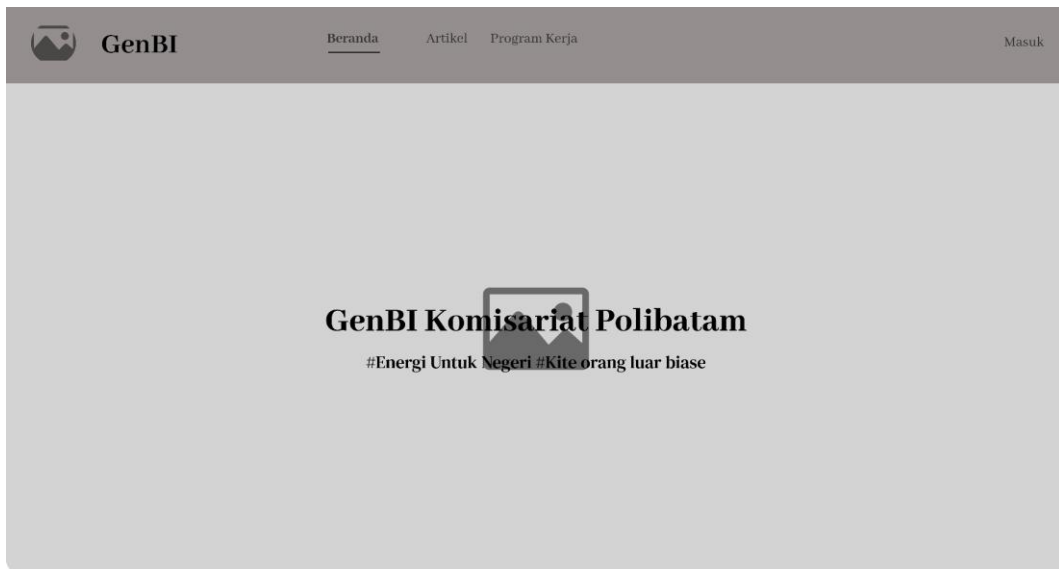 GenBI
Beranda Artikel Program Kerja
Masuk
GenBI Komisariat Polibatam
#Energi Untuk Negeri #Kite orang luar biase